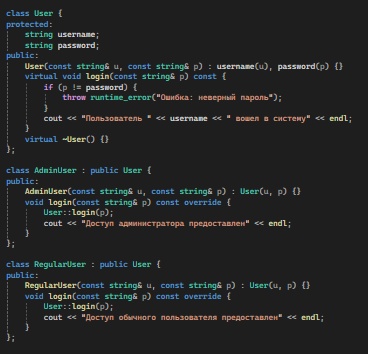 class User {
protected:
    string username;
    string password;
public:
    User(const string& u, const string& p) : username(u), password(p) {}
    virtual void login(const string& p) const {
        if (p != password) {
            throw runtime_error("Ошибка: неверный пароль");
        }
        cout << "Пользователь " << username << " вошел в систему" << endl;
    }
    virtual ~User() {}
};

class AdminUser : public User {
public:
    AdminUser(const string& u, const string& p) : User(u, p) {}
    void login(const string& p) const override {
        User::login(p);
        cout << "Доступ администратора предоставлен" << endl;
    }
};

class RegularUser : public User {
public:
    RegularUser(const string& u, const string& p) : User(u, p) {}
    void login(const string& p) const override {
        User::login(p);
        cout << "Доступ обычного пользователя предоставлен" << endl;
    }
};